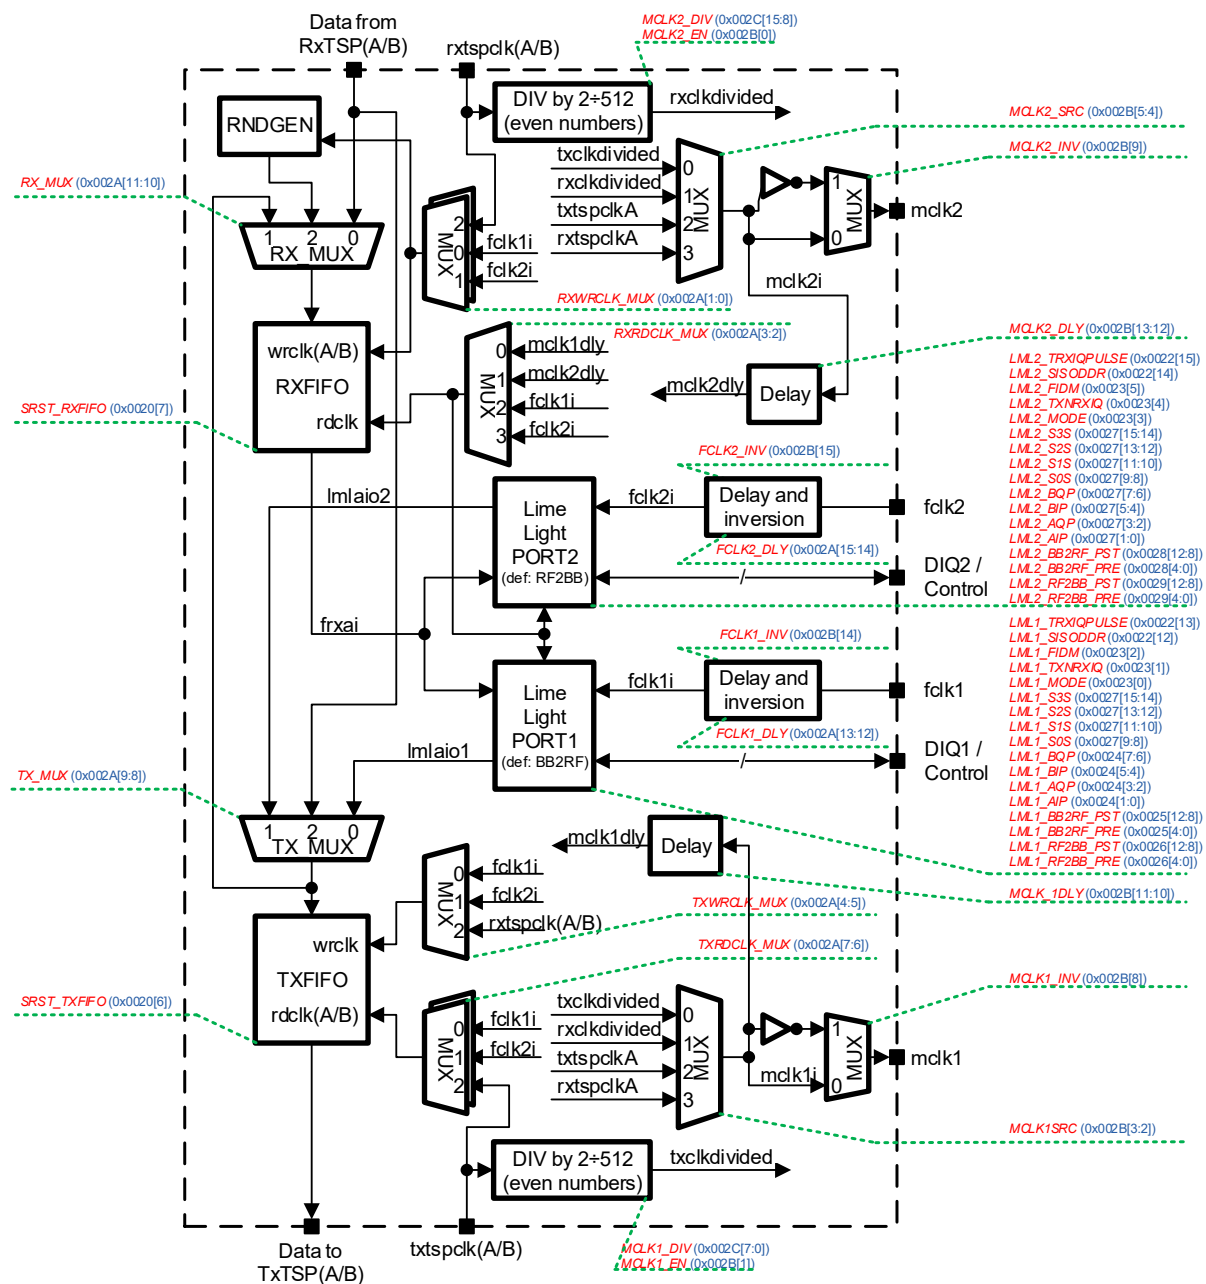 Data from
RxTSP(A/B)
rxtspclk(A/B)
MCLK2_DIV (0x002C[15:8])
MCLK2_EN (0x002B[0])
RNDGEN
DIV by 2÷512
(even numbers)
rxclkdivided
MCLK2_SRC (0x002B[5:4])
MCLK2_INV (0x002B[9])
RX_MUX (0x002A[11:10])
1 2 0
RX_MUX
2
0
1
MUX
fclk1i
fclk2i
txclkdivided
rxclkdivided
txtspclkA
rxtspclkA
0
1
2
3
MUX
1
0
MUX
mclk2
mclk2i
RXWRCLK_MUX (0x002A[1:0])
RXRDCLK_MUX (0x002A[3:2])
MCLK2_DLY (0x002B[13:12])
wrclk(A/B)
RXFIFO
rdclk
0
1
2
3
MUX
mclk1dly
mclk2dly
fclk1i
fclk2i
mclk2dly
Delay
SRST_RXFIFO (0x0020[7])
LML2_TRXIQPULSE (0x0022[15])
LML2_SISODDR (0x0022[14])
LML2_FIDM (0x0023[5])
LML2_TXNRXIQ (0x0023[4])
LML2_MODE (0x0023[3])
LML2_S3S (0x0027[15:14])
LML2_S2S (0x0027[13:12])
LML2_S1S (0x0027[11:10])
LML2_S0S (0x0027[9:8])
LML2_BQP (0x0027[7:6])
LML2_BIP (0x0027[5:4])
LML2_AQP (0x0027[3:2])
LML2_AIP (0x0027[1:0])
LML2_BB2RF_PST (0x0028[12:8])
LML2_BB2RF_PRE (0x0028[4:0])
LML2_RF2BB_PST (0x0029[12:8])
LML2_RF2BB_PRE (0x0029[4:0])
FCLK2_INV (0x002B[15])
lmlaio2
Lime
Light
PORT2
(def: RF2BB)
fclk2i
Delay and
inversion
fclk2
FCLK2_DLY (0x002A[15:14])
DIQ2 /
Control
frxai
LML1_TRXIQPULSE (0x0022[13])
LML1_SISODDR (0x0022[12])
LML1_FIDM (0x0023[2])
LML1_TXNRXIQ (0x0023[1])
LML1_MODE (0x0023[0])
LML1_S3S (0x0027[15:14])
LML1_S2S (0x0027[13:12])
LML1_S1S (0x0027[11:10])
LML1_S0S (0x0027[9:8])
LML1_BQP (0x0024[7:6])
LML1_BIP (0x0024[5:4])
LML1_AQP (0x0024[3:2])
LML1_AIP (0x0024[1:0])
LML1_BB2RF_PST (0x0025[12:8])
LML1_BB2RF_PRE (0x0025[4:0])
LML1_RF2BB_PST (0x0026[12:8])
LML1_RF2BB_PRE (0x0026[4:0])
FCLK1_INV (0x002B[14])
Lime
Light
PORT1
(def: BB2RF)
fclk1i
Delay and
inversion
fclk1
FCLK1_DLY (0x002A[13:12])
lmlaio1
DIQ1 /
Control
TX_MUX (0x002A[9:8])
1 2 0
TX_MUX
mclk1dly
Delay
MCLK_1DLY (0x002B[11:10])
0
1
2
MUX
fclk1i
fclk2i
rxtspclk(A/B)
TXWRCLK_MUX (0x002A[4:5])
TXRDCLK_MUX (0x002A[7:6])
wrclk
TXFIFO
rdclk(A/B)
SRST_TXFIFO (0x0020[6])
MCLK1_INV (0x002B[8])
0
1
2
MUX
fclk1i
fclk2i
txclkdivided
rxclkdivided
txtspclkA
rxtspclkA
0
1
2
3
MUX
1
0
MUX
mclk1
mclk1i
MCLK1SRC (0x002B[3:2])
DIV by 2÷512
(even numbers)
txclkdivided
Data to
TxTSP(A/B)
txtspclk(A/B)
MCLK1_DIV (0x002C[7:0])
MCLK1_EN (0x002B[1])